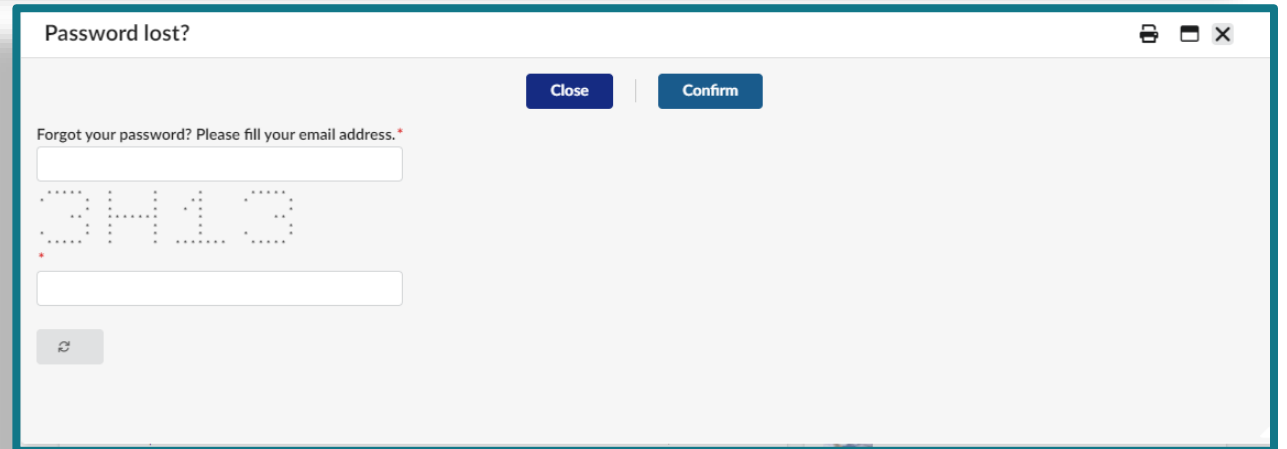 Password lost?
Close Confirm
Forgot your password? Please fill your email address.*
3H13
*